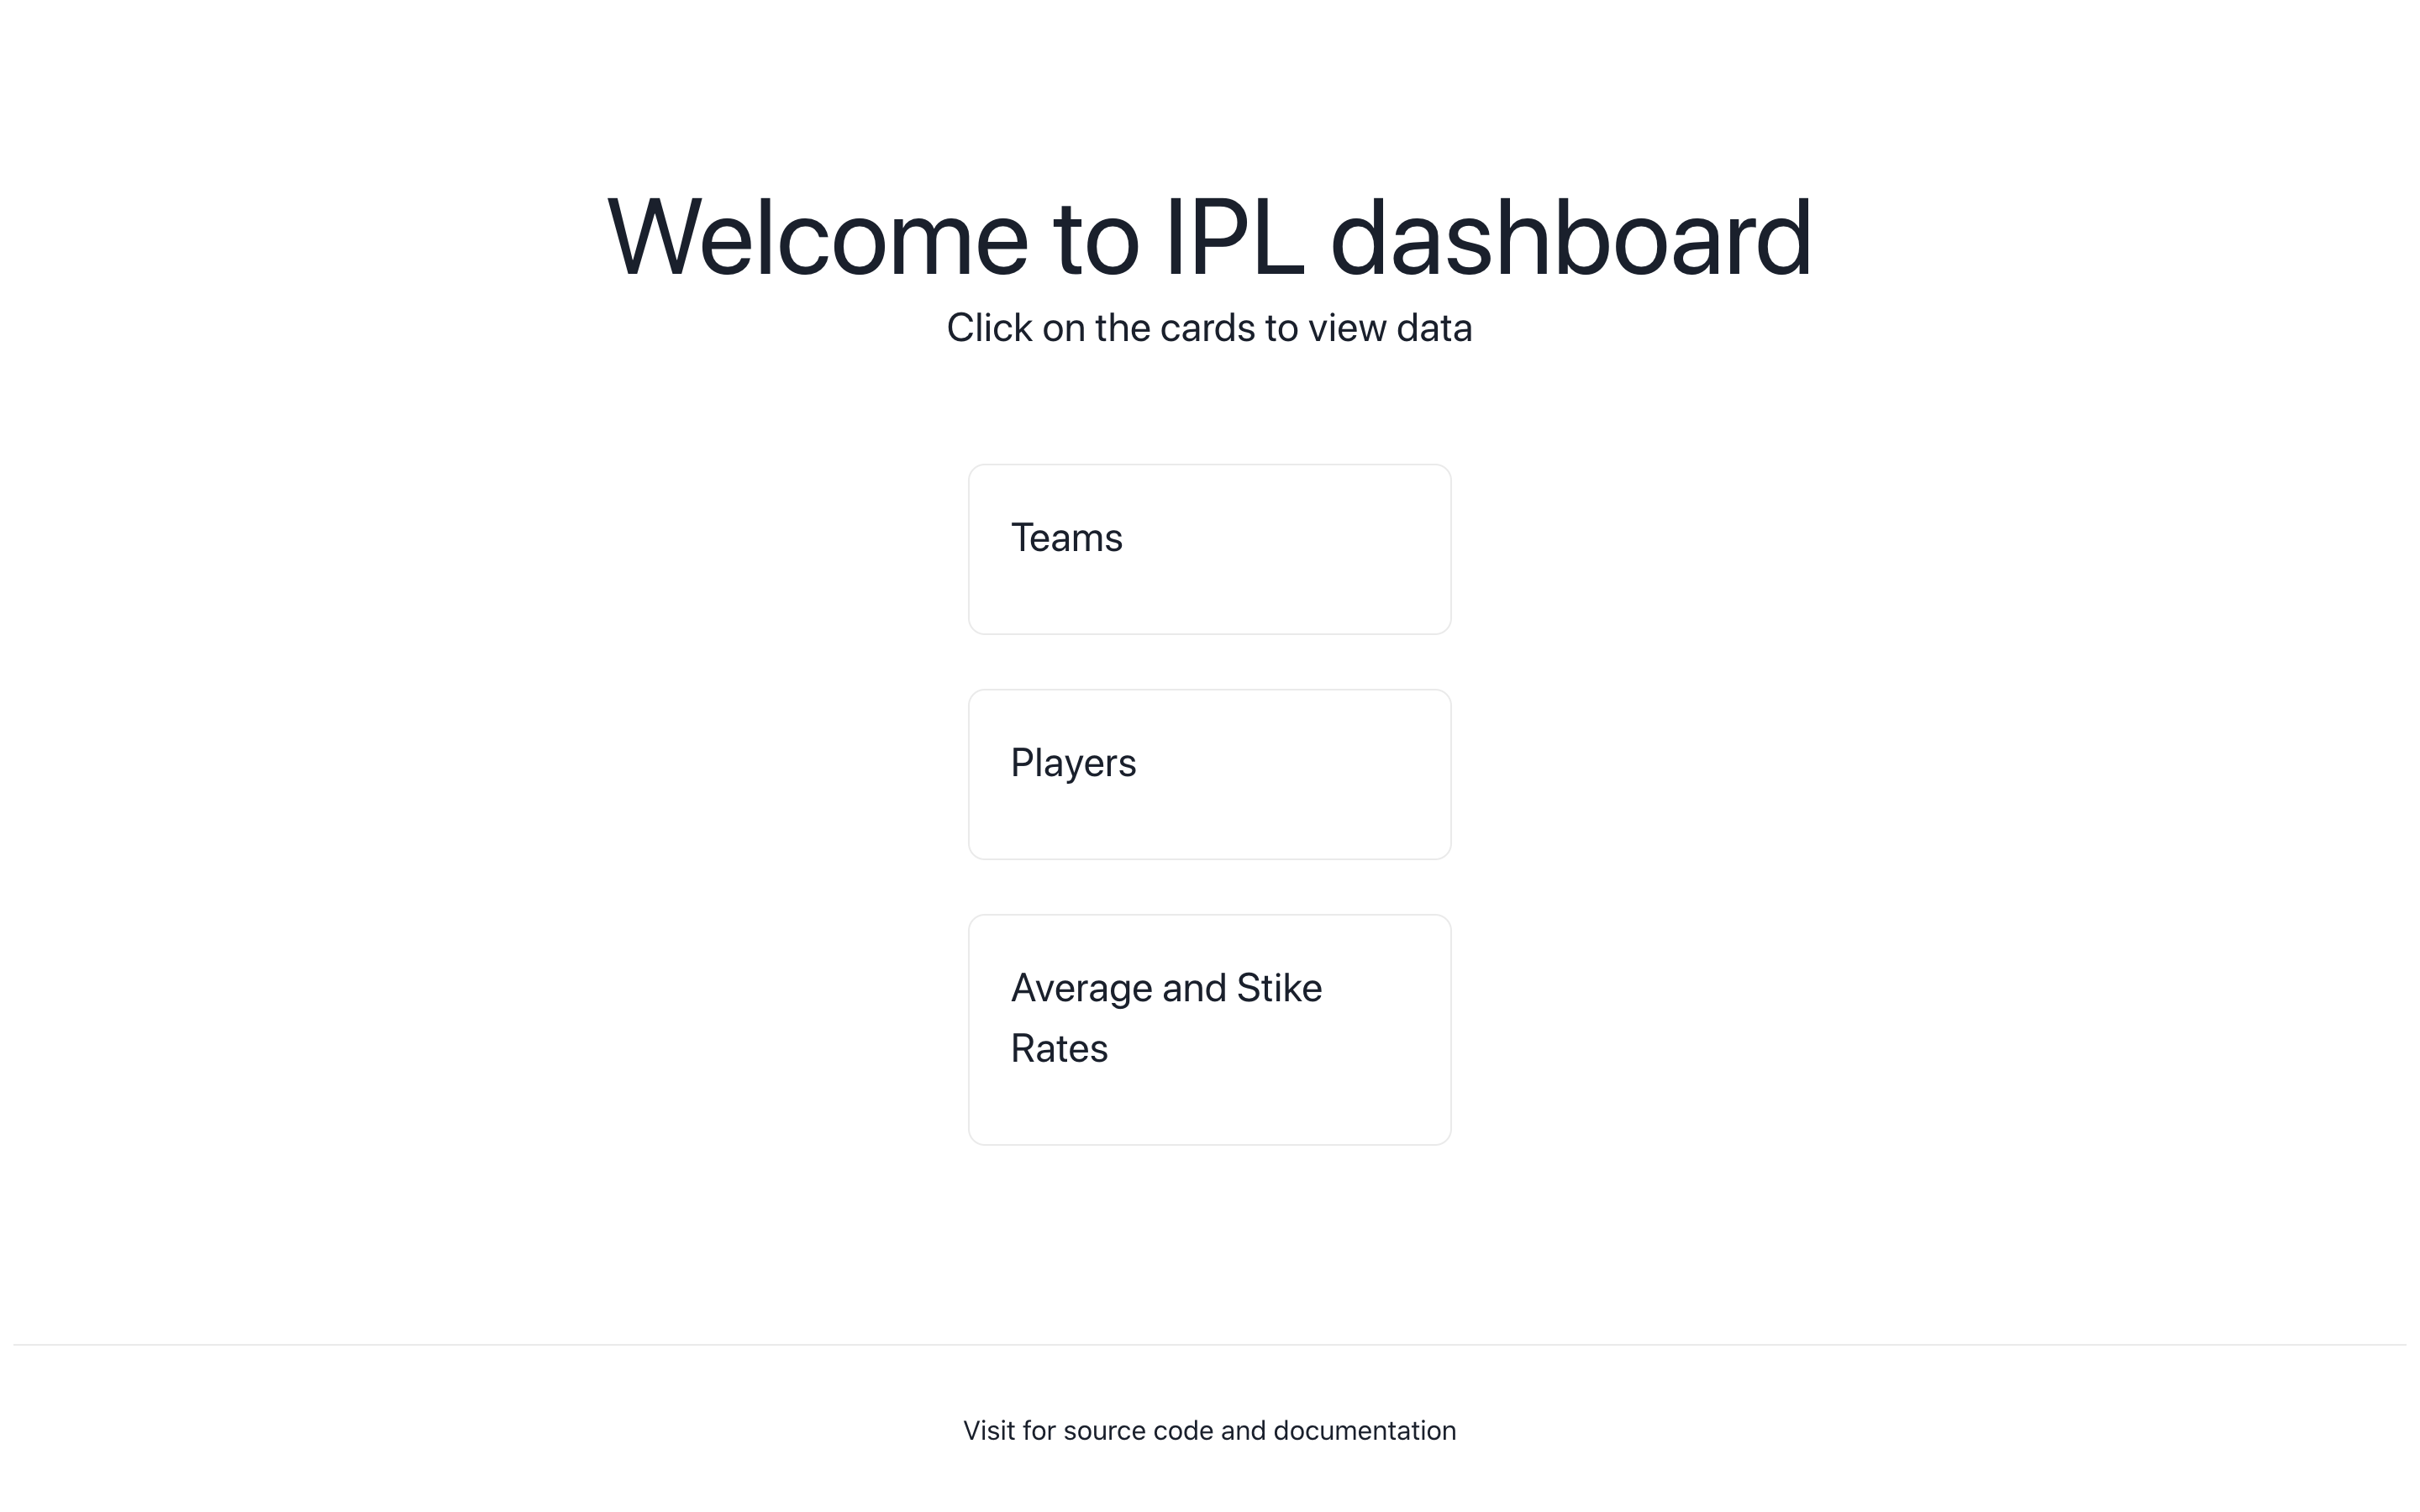 Welcome to IPL dashboard
Click on the cards to view data
Teams
Players
Average and Stike
Rates
Visit for source code and documentation